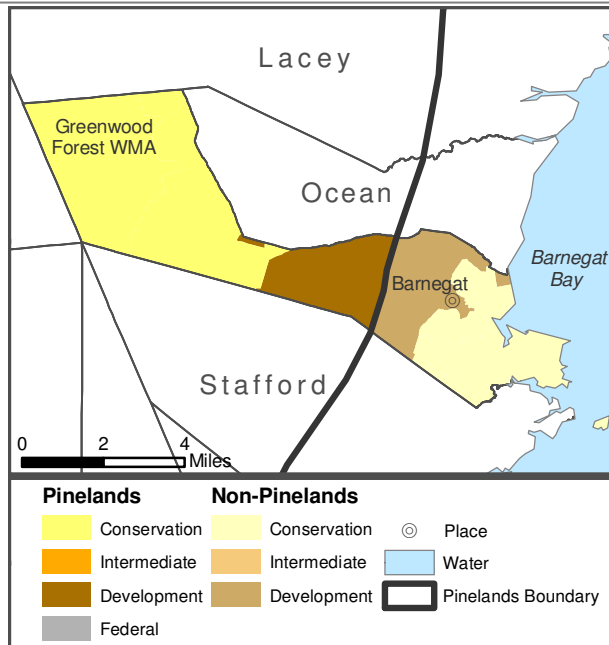 Lacey
Greenwood
Forest WMA
Ocean
Barnegat
Barnegat
Bay
Stafford
0 2 4
Miles
Pinelands Non-Pinelands
Conservation Conservation Place
Intermediate Intermediate Water
Development Development Pinelands Boundary
Federal